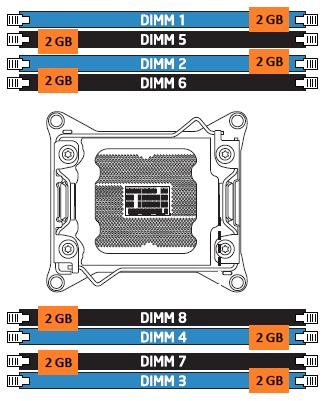 DIMM 1 2 GB
2 GB DIMM 5
DIMM 2 2 GB
2 GB DIMM 6
2 GB DIMM 8
DIMM 4 2 GB
2 GB DIMM 7
DIMM 3 2 GB